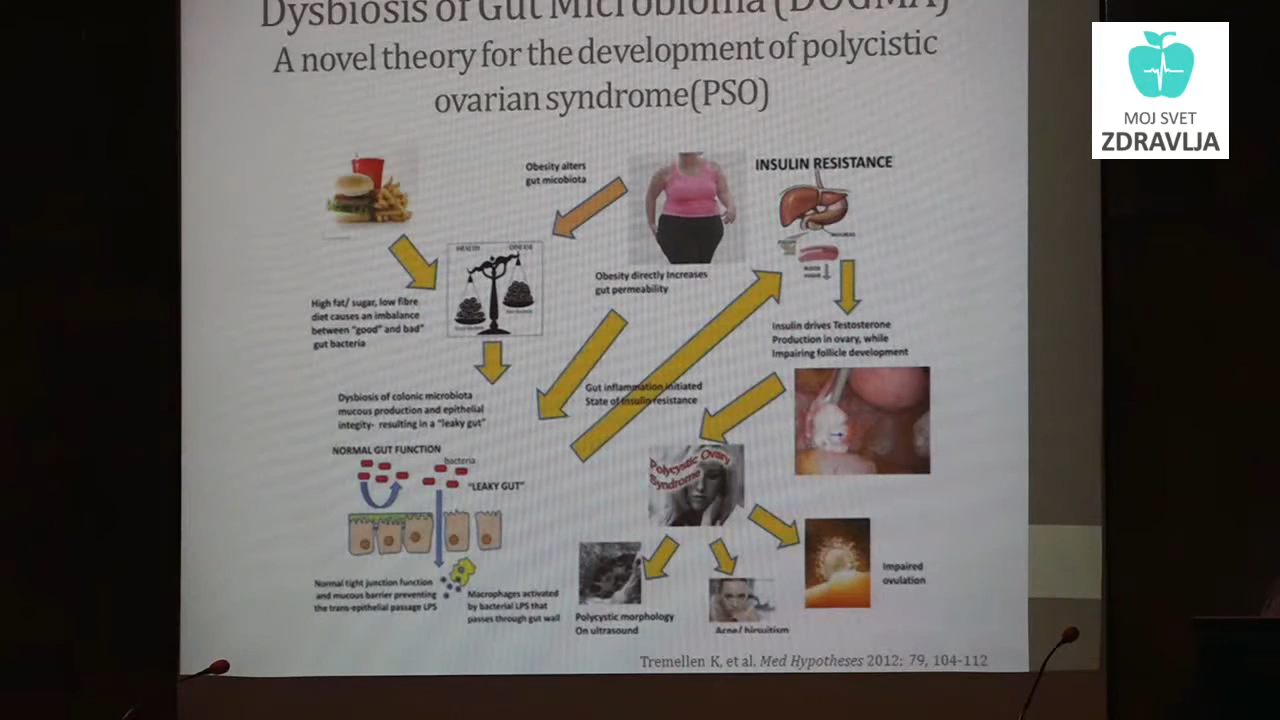 Dysbiosis of Gut Microbioma (DOGMA)
A novel theory for the development of polycistic
ovarian syndrome(PSO)
MOJ SVET
ZDRAVLJA
Obesity alters
gut micobiota
INSULIN RESISTANCE
Obesity directly Increases
gut permeability
High fat/ sugar, low fibre
diet causes an imbalance
between "good" and bad"
gut bacteria
Insulin drives Testosterone
Production in ovary, while
Impairing follicle development
Gut inflammation initiated
State of insulin resistance
Dysbiosis of colonic microbiota
mucous production and epithelial
integity- resulting in a "leaky gut"
NORMAL GUT FUNCTION
bacteria
"LEAKY GUT"
Polycystic Ovary
Syndrome
Normal tight junction function
and mucous barrier preventing
the trans-epithelial passage LPS
Macrophages activated
by bacterial LPS that
passes through gut wall
Polycystic morphology
On ultrasound
Acne/ hirsuitism
Impaired
ovulation
Tremellen K, et al. Med Hypotheses 2012: 79, 104-112